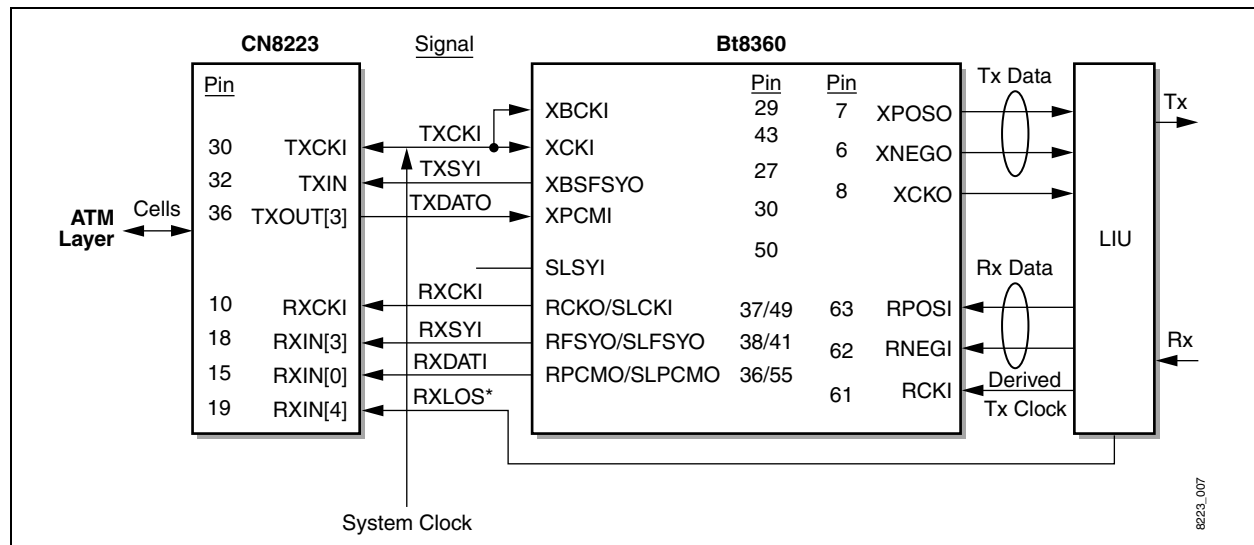 CN8223 Signal Bt8360
Pin Pin Pin Tx Data
XBCKI 29 7 XPOSO Tx
30 TXCKI TXCKI XCKI 43 6 XNEGO
32 TXIN TXSYI XBSFSYO 27 8 XCKO
ATM Layer Cells 36 TXOUT[3] TXDATO XPCMI 30 LIU
SLSYI 50 Rx Data
10 RXCKI RXCKI RCKO/SLCKI 37/49 63 RPOSI
18 RXIN[3] RXSYI RFSYO/SLFSYO 38/41 62 RNEGI Rx
15 RXIN[0] RXDATI RPCMO/SLPCMO 36/55 61 RCKI Derived
19 RXIN[4] RXLOS* Tx Clock
System Clock
8223_007